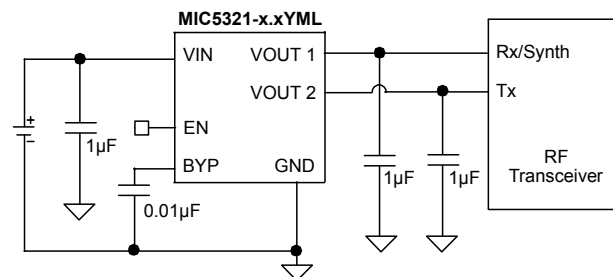 MIC5321-x.xYML
VIN
VOUT 1
Rx/Synth
VOUT 2
Tx
+
–
EN
1µF
BYP
GND
RF
Transceiver
1µF
1µF
0.01µF